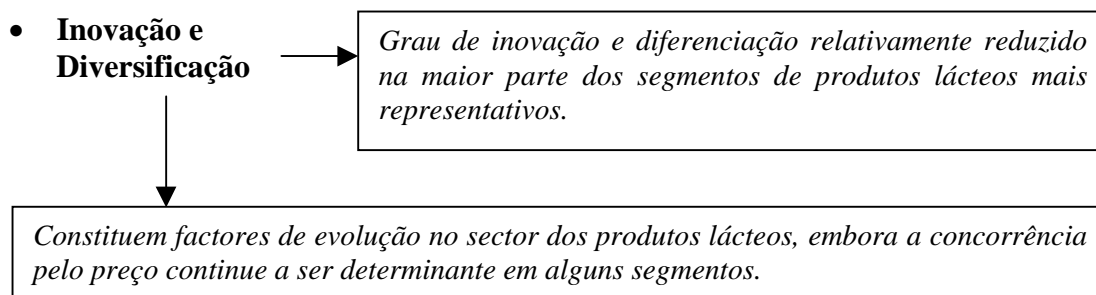 • Inovação e
Diversificação
Grau de inovação e diferenciação relativamente reduzido
na maior parte dos segmentos de produtos lácteos mais
representativos.
Constituem factores de evolução no sector dos produtos lácteos, embora a concorrência
pelo preço continue a ser determinante em alguns segmentos.